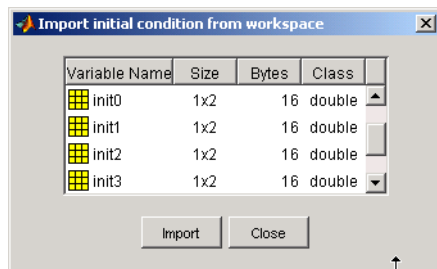 Import initial condition from workspace
Variable Name Size Bytes Class
init0 1x2 16 double
init1 1x2 16 double
init2 1x2 16 double
init3 1x2 16 double
Import Close